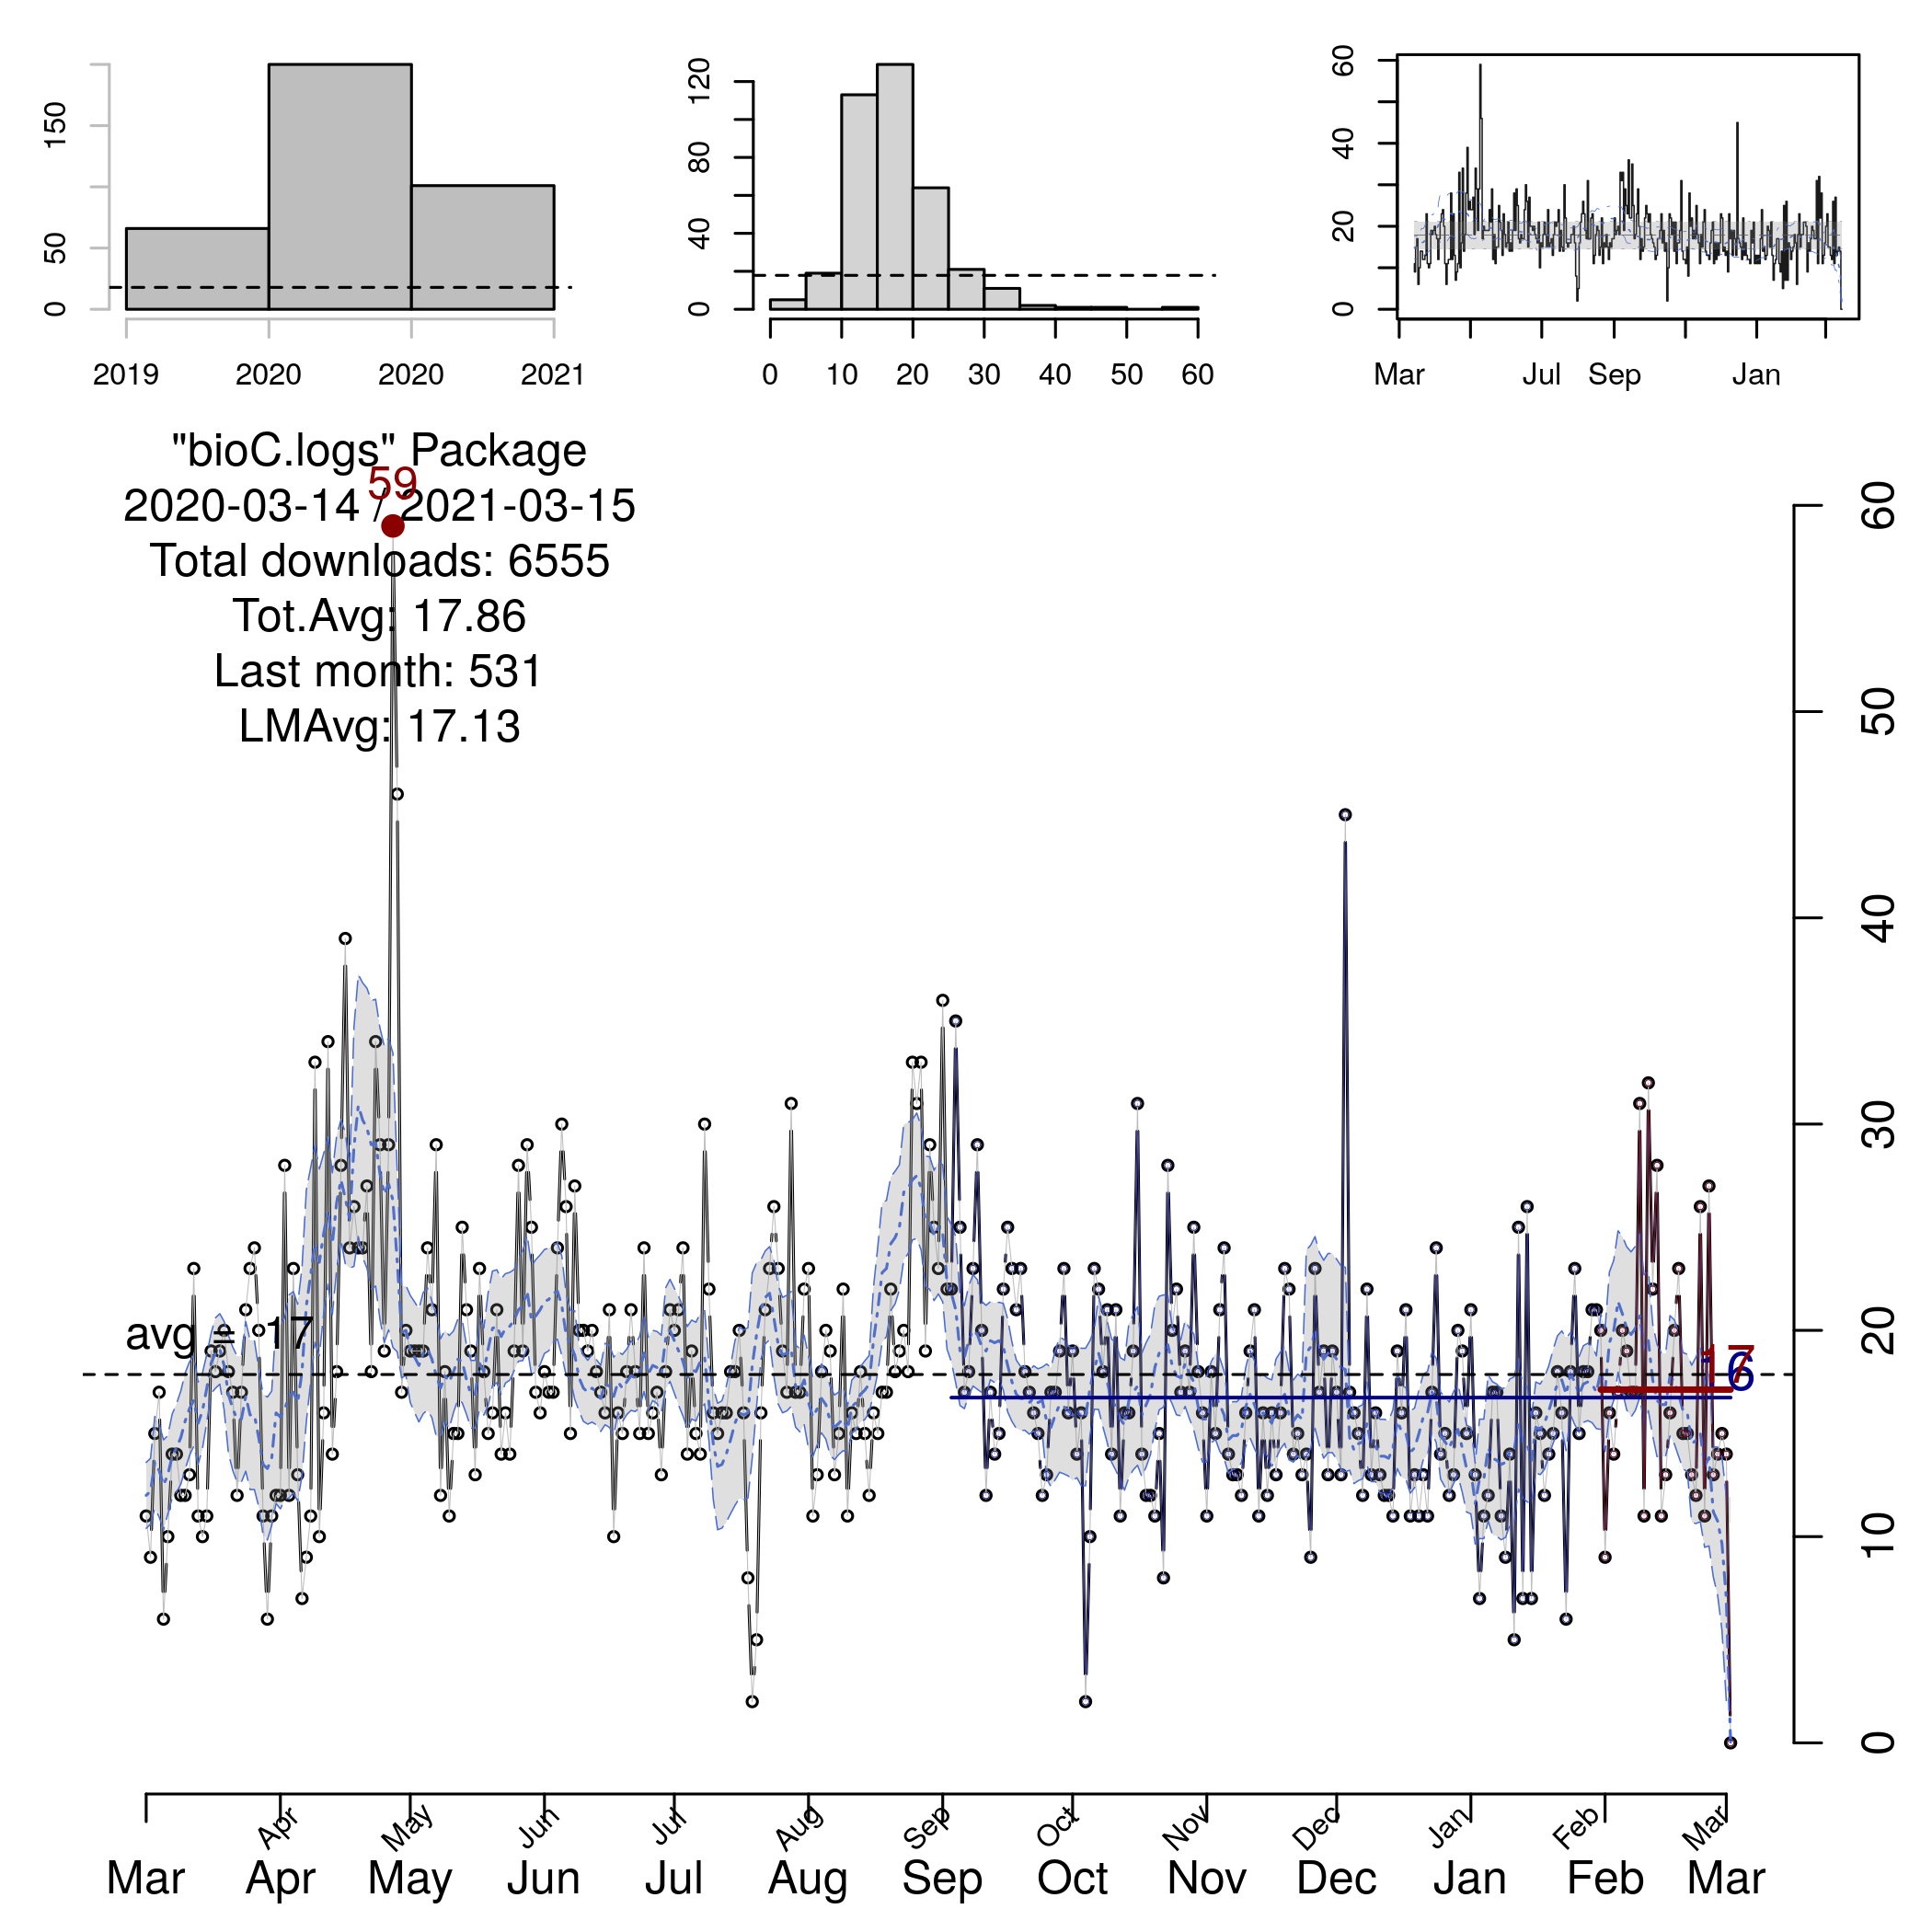 150
50
0
2019 2020 2020 2021
120
80
40
0
0 10 20 30 40 50 60
60
40
20
0
Mar Jul Sep Jan
"bioC.logs" Package
59
2020-03-14 / 2021-03-15
Total downloads: 6555
Tot.Avg: 17.86
Last month: 531
LMAvg: 17.13
60
50
40
30
20
10
0
avg = 17
17
16
Apr May Jun Jul Aug Sep Oct Nov Dec Jan Feb Mar
Mar Apr May Jun Jul Aug Sep Oct Nov Dec Jan Feb Mar